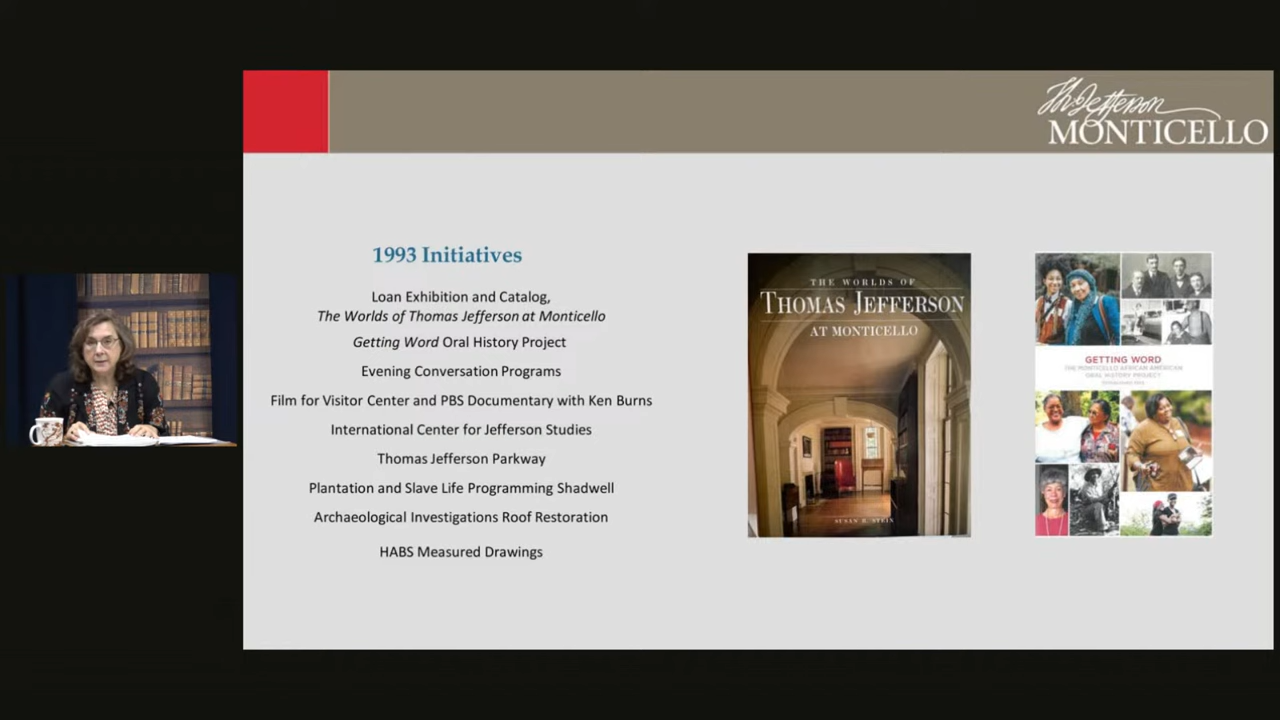 Th. Jefferson
MONTICELLO
1993 Initiatives
Loan Exhibition and Catalog,
The Worlds of Thomas Jefferson at Monticello
Getting Word Oral History Project
Evening Conversation Programs
Film for Visitor Center and PBS Documentary with Ken Burns
International Center for Jefferson Studies
Thomas Jefferson Parkway
Plantation and Slave Life Programming Shadwell
Archaeological Investigations Roof Restoration
HABS Measured Drawings
THE WORLDS OF
THOMAS JEFFERSON
AT MONTICELLO
SUSAN R. STEIN
GETTING WORD
THE MONTICELLO AFRICAN AMERICAN
ORAL HISTORY PROJECT